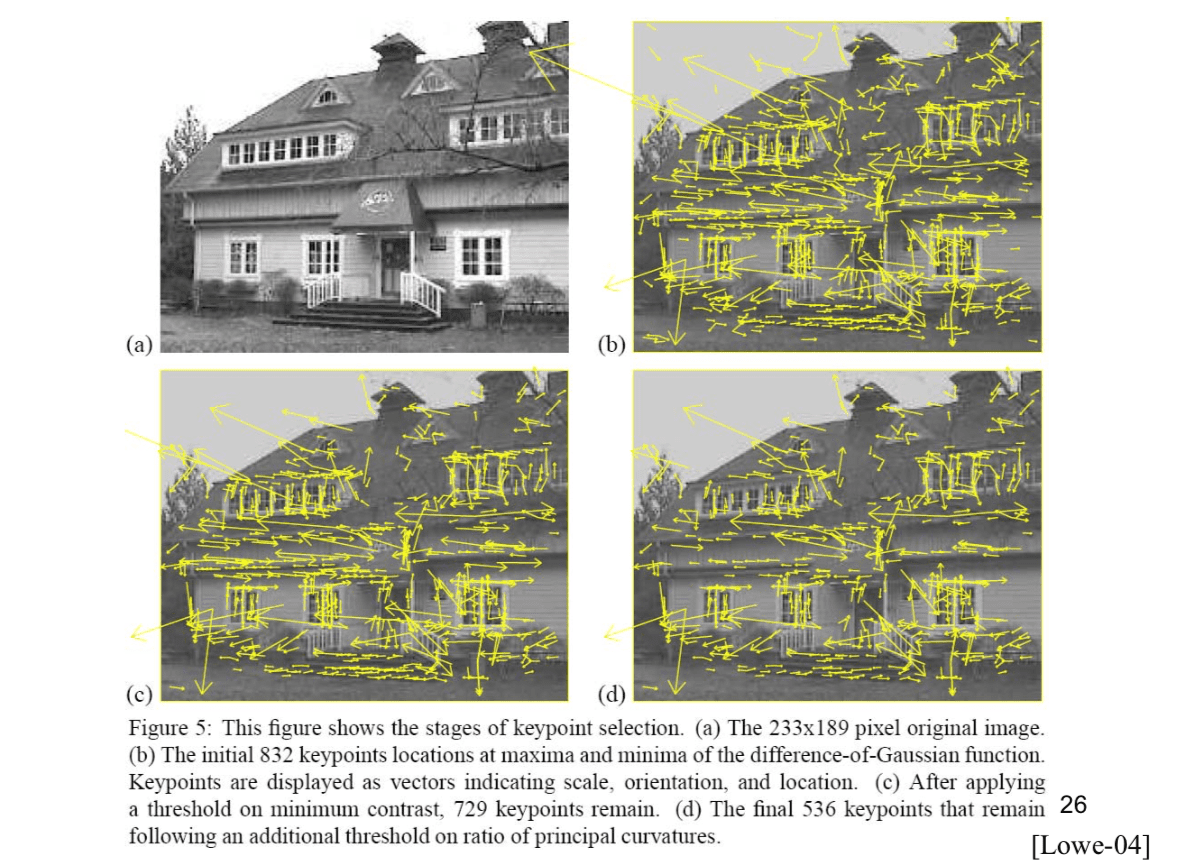 (a)
(b)
(c)
(d)
Figure 5: This figure shows the stages of keypoint selection. (a) The 233x189 pixel original image.
(b) The initial 832 keypoints locations at maxima and minima of the difference-of-Gaussian function.
Keypoints are displayed as vectors indicating scale, orientation, and location. (c) After applying
a threshold on minimum contrast, 729 keypoints remain. (d) The final 536 keypoints that remain
following an additional threshold on ratio of principal curvatures.
26
[Lowe-04]